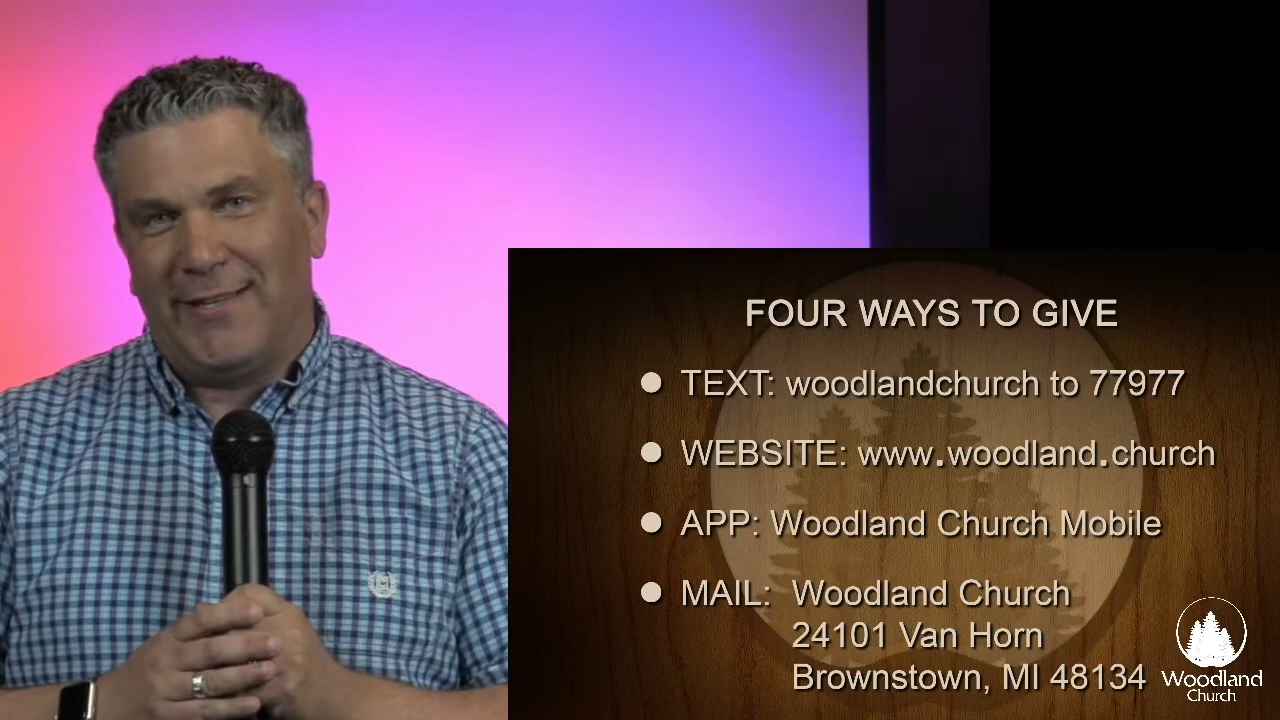 FOUR WAYS TO GIVE
● TEXT: woodlandchurch to 77977
● WEBSITE: www.woodland.church
● APP: Woodland Church Mobile
● MAIL: Woodland Church
24101 Van Horn
Brownstown, MI 48134
Woodland
Church